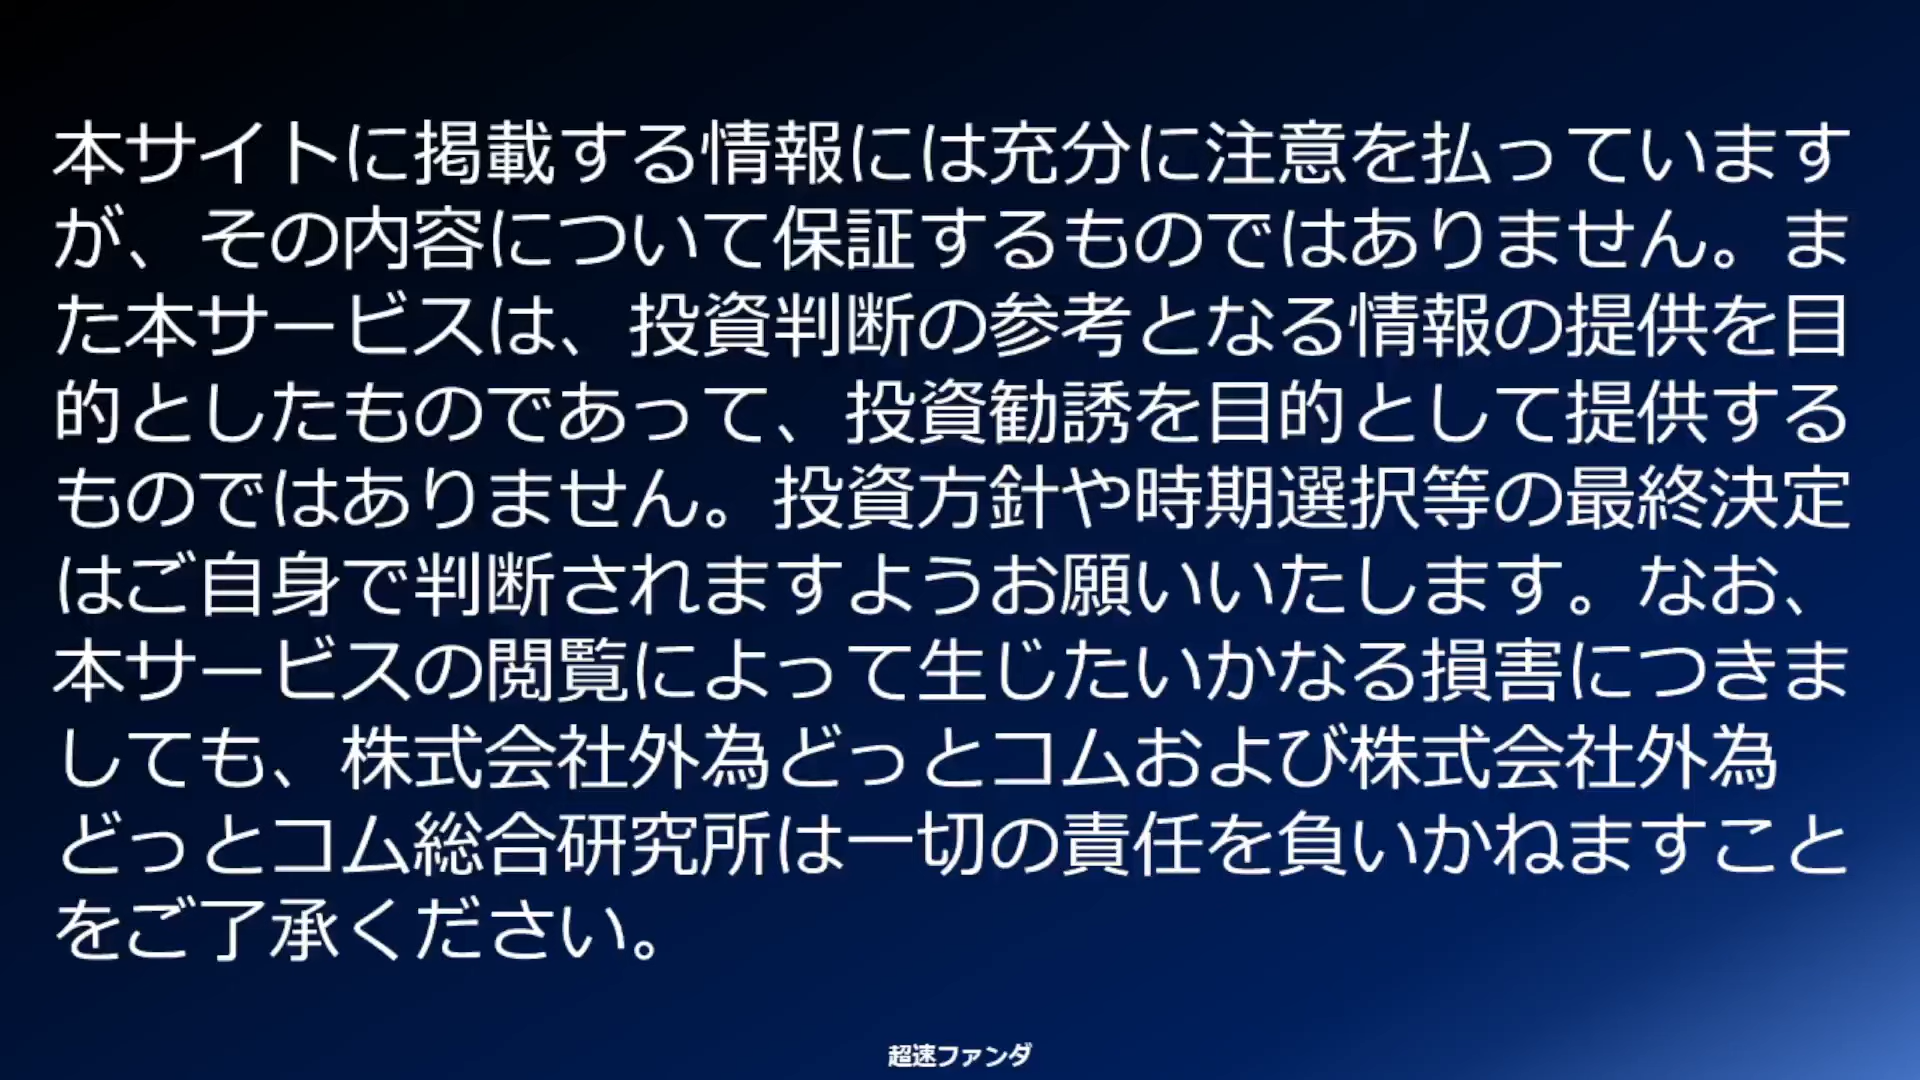 本サイトに掲載する情報には充分に注意を払っています
が、その内容について保証するものではありません。ま
た本サービスは、投資判断の参考となる情報の提供を目
的としたものであって、投資勧誘を目的として提供する
ものではありません。投資方針や時期選択等の最終決定
はご自身で判断されますようお願いいたします。なお、
本サービスの閲覧によって生じたいかなる損害につきま
しても、株式会社外為どっとコムおよび株式会社外為
どっとコム総合研究所は一切の責任を負いかねますこと
をご了承ください。
超速ファンダ